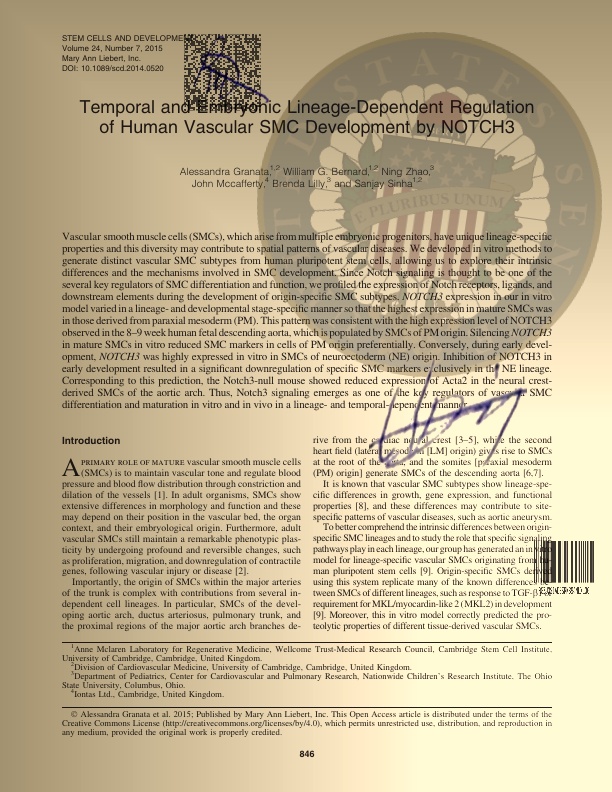 STEM CELLS AND DEVELOPME
Volume 24, Number 7, 2015
Mary Ann Liebert, Inc.
DOI: 10.1089/scd.2014.0520
STATES
E PLURIBUS UNUM
Temporal and Embryonic Lineage-Dependent Regulation
of Human Vascular SMC Development by NOTCH3
Alessandra Granata,1,2 William G. Bernard,1,2 Ning Zhao,3
John Mccafferty,4 Brenda Lilly,3 and Sanjay Sinha1,2
Vascular smooth muscle cells (SMCs), which arise from multiple embryonic progenitors, have unique lineage-specific
properties and this diversity may contribute to spatial patterns of vascular diseases. We developed in vitro methods to
generate distinct vascular SMC subtypes from human pluripotent stem cells, allowing us to explore their intrinsic
differences and the mechanisms involved in SMC development. Since Notch signaling is thought to be one of the
several key regulators of SMC differentiation and function, we profiled the expression of Notch receptors, ligands, and
downstream elements during the development of origin-specific SMC subtypes. NOTCH3 expression in our in vitro
model varied in a lineage- and developmental stage-specific manner so that the highest expression in mature SMCs was
in those derived from paraxial mesoderm (PM). This pattern was consistent with the high expression level of NOTCH3
observed in the 8–9 week human fetal descending aorta, which is populated by SMCs of PM origin. Silencing NOTCH3
in mature SMCs in vitro reduced SMC markers in cells of PM origin preferentially. Conversely, during early devel-
opment, NOTCH3 was highly expressed in vitro in SMCs of neuroectoderm (NE) origin. Inhibition of NOTCH3 in
early development resulted in a significant downregulation of specific SMC markers exclusively in the NE lineage.
Corresponding to this prediction, the Notch3-null mouse showed reduced expression of Acta2 in the neural crest-
derived SMCs of the aortic arch. Thus, Notch3 signaling emerges as one of the key regulators of vascular SMC
differentiation and maturation in vitro and in vivo in a lineage- and temporal-dependent manner.
Introduction
A primary role of mature vascular smooth muscle cells
(SMCs) is to maintain vascular tone and regulate blood
pressure and blood flow distribution through constriction and
dilation of the vessels [1]. In adult organisms, SMCs show
extensive differences in morphology and function and these
may depend on their position in the vascular bed, the organ
context, and their embryological origin. Furthermore, adult
vascular SMCs still maintain a remarkable phenotypic plas-
ticity by undergoing profound and reversible changes, such
as proliferation, migration, and downregulation of contractile
genes, following vascular injury or disease [2].
Importantly, the origin of SMCs within the major arteries
of the trunk is complex with contributions from several in-
dependent cell lineages. In particular, SMCs of the devel-
oping aortic arch, ductus arteriosus, pulmonary trunk, and
the proximal regions of the major aortic arch branches de-
rive from the cardiac neural crest [3–5], while the second
heart field (lateral mesoderm [LM] origin) give rise to SMCs
at the root of the aorta, and the somites [paraxial mesoderm
(PM) origin] generate SMCs of the descending aorta [6,7].
It is known that vascular SMC subtypes show lineage-spe-
cific differences in growth, gene expression, and functional
properties [8], and these differences may contribute to site-
specific patterns of vascular diseases, such as aortic aneurysm.
To better comprehend the intrinsic differences between origin-
specific SMC lineages and to study the role that specific signaling
pathways play in each lineage, our group has generated an in vitro
model for lineage-specific vascular SMCs originating from hu-
man pluripotent stem cells [9]. Origin-specific SMCs derived
using this system replicate many of the known differences be-
tween SMCs of different lineages, such as response to TGF-β1 or
requirement for MKL/myocardin-like 2 (MKL2) in development
[9]. Moreover, this in vitro model correctly predicted the pro-
teolytic properties of different tissue-derived vascular SMCs.
1Anne Mclaren Laboratory for Regenerative Medicine, Wellcome Trust-Medical Research Council, Cambridge Stem Cell Institute,
University of Cambridge, Cambridge, United Kingdom.
2Division of Cardiovascular Medicine, University of Cambridge, Cambridge, United Kingdom.
3Department of Pediatrics, Center for Cardiovascular and Pulmonary Research, Nationwide Children's Research Institute, The Ohio
State University, Columbus, Ohio.
4Iontas Ltd., Cambridge, United Kingdom.
© Alessandra Granata et al. 2015; Published by Mary Ann Liebert, Inc. This Open Access article is distributed under the terms of the
Creative Commons License (http://creativecommons.org/licenses/by/4.0), which permits unrestricted use, distribution, and reproduction in
any medium, provided the original work is properly credited.
846